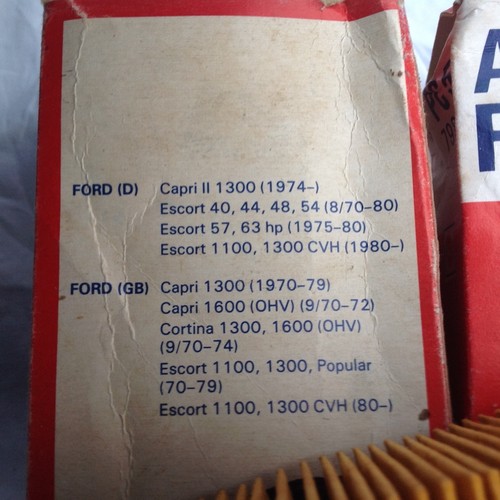 FORD (D) Capri II 1300 (1974-)
Escort 40, 44, 48, 54 (8/70-80)
Escort 57, 63 hp (1975-80)
Escort 1100, 1300 CVH (1980-)
FORD (GB) Capri 1300 (1970-79)
Capri 1600 (OHV) (9/70-72)
Cortina 1300, 1600 (OHV)
(9/70-74)
Escort 1100, 1300, Popular
(70-79)
Escort 1100, 1300 CVH (80-)